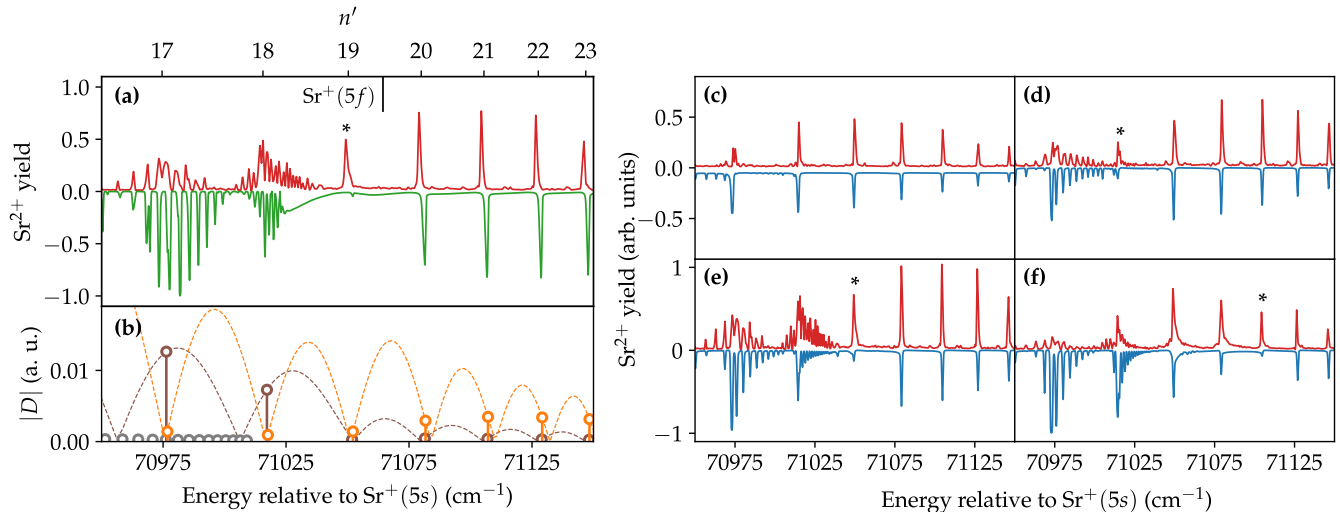 n′
17 18 19 20 21 22 23
(a)
Sr⁺(5f)
*
1.0
0.5
0.0
−0.5
−1.0
Sr²⁺ yield
(b)
0.01
0.00
|D| (a. u.)
70975 71025 71075 71125
Energy relative to Sr⁺(5s) (cm⁻¹)
(c)
(d)
*
0.5
0.0
−0.5
Sr²⁺ yield (arb. units)
(e)
*
(f)
*
1
0
−1
70975 71025 71075 71125 70975 71025 71075 71125
Energy relative to Sr⁺(5s) (cm⁻¹)